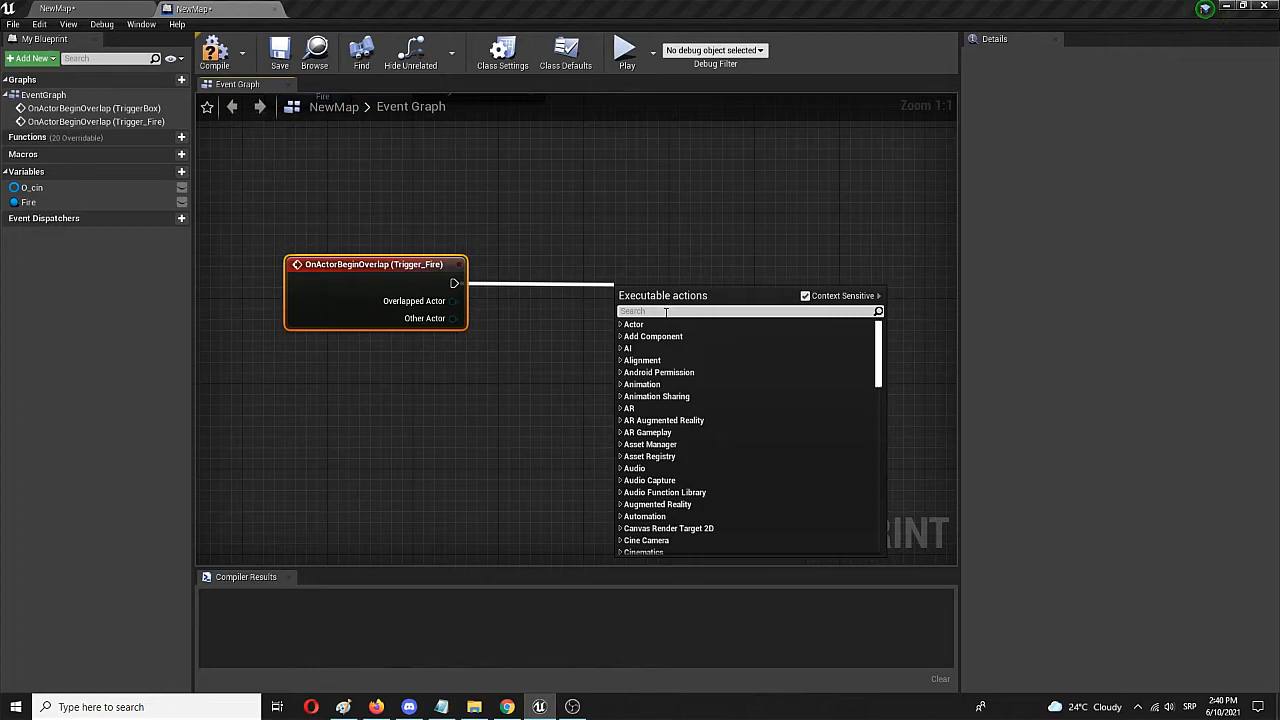 NewMap*
NewMap*
File Edit View Debug Window Help
My Blueprint
Add New
Search
Graphs
EventGraph
OnActorBeginOverlap (TriggerBox)
OnActorBeginOverlap (Trigger_Fire)
Functions (20 Overridable)
Macros
Variables
O_cin
Fire
Event Dispatchers
Compile
Save
Browse
Find
Hide Unrelated
Class Settings
Class Defaults
Play
No debug object selected
Debug Filter
Event Graph
Fire
NewMap > Event Graph
Zoom 1:1
OnActorBeginOverlap (Trigger_Fire)
Overlapped Actor
Other Actor
Executable actions
Context Sensitive
Search
Actor
Add Component
AI
Alignment
Android Permission
Animation
Animation Sharing
AR
AR Augmented Reality
AR Gameplay
Asset Manager
Asset Registry
Audio
Audio Capture
Audio Function Library
Augmented Reality
Automation
Canvas Render Target 2D
Cine Camera
Cinematics
RINT
Compiler Results
Clear
Details
Type here to search
24°C Cloudy
SRP
2:40 PM
6/10/2021